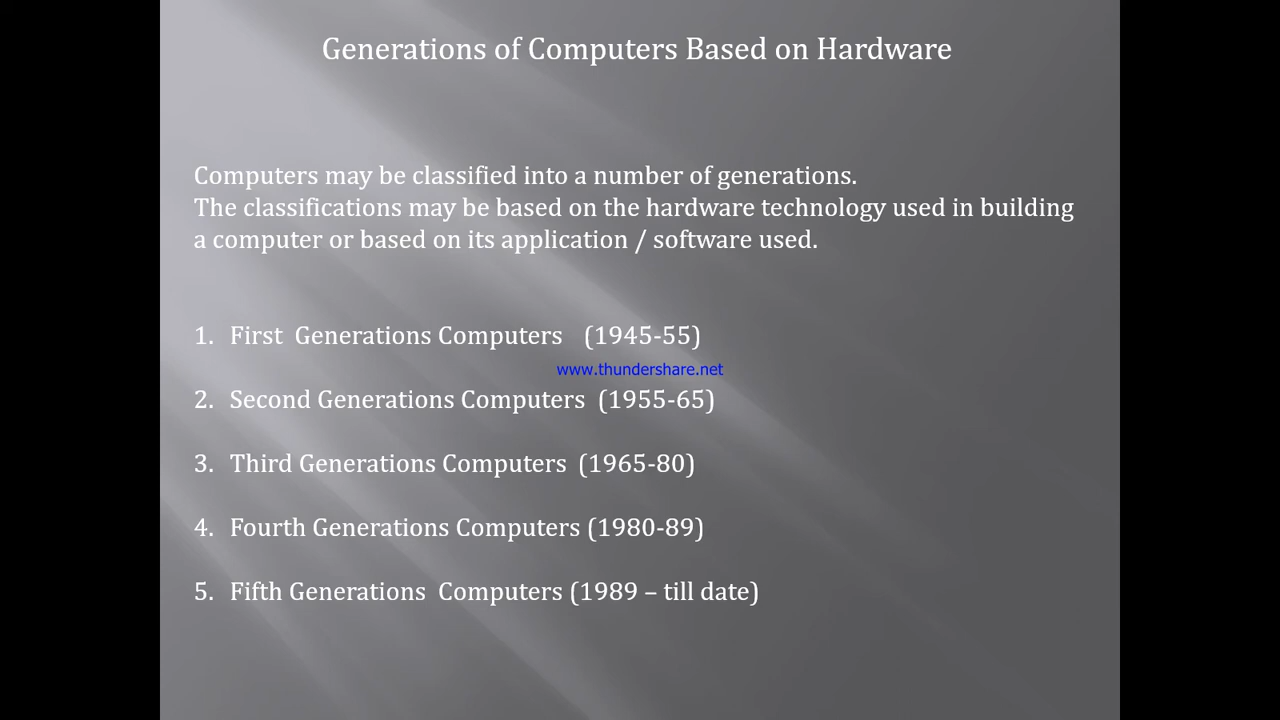 Generations of Computers Based on Hardware
Computers may be classified into a number of generations.
The classifications may be based on the hardware technology used in building
a computer or based on its application / software used.
1. First Generations Computers (1945-55)
www.thundershare.net
2. Second Generations Computers (1955-65)
3. Third Generations Computers (1965-80)
4. Fourth Generations Computers (1980-89)
5. Fifth Generations Computers (1989 – till date)